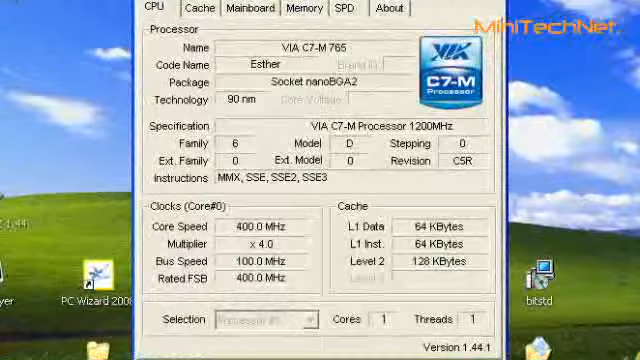 CPU Cache Mainboard Memory SPD About
MiniTechNet.
Processor
Name VIA C7-M 765
Code Name Esther Brand ID
Package Socket nanoBGA2
Technology 90 nm Core Voltage
VIA
C7-M
Processor
Specification VIA C7-M Processor 1200MHz
Family 6 Model D Stepping 0
Ext. Family 0 Ext. Model 0 Revision C5R
Instructions MMX, SSE, SSE2, SSE3
Clocks (Core#0) Cache
Core Speed 400.0 MHz L1 Data 64 KBytes
Multiplier x 4.0 L1 Inst. 64 KBytes
Bus Speed 100.0 MHz Level 2 128 KBytes
Rated FSB 400.0 MHz
Selection Processor #1 Cores 1 Threads 1
Version 1.44.1
1.44
yer
PC Wizard 2008
bitstd